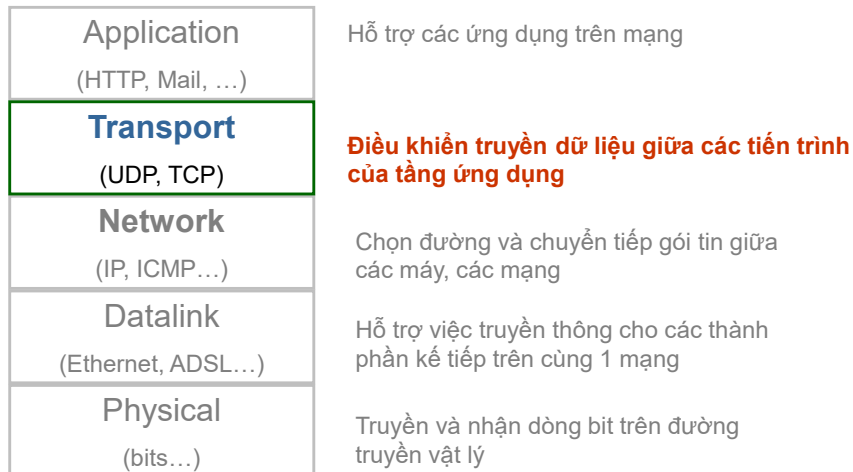 Application
Hỗ trợ các ứng dụng trên mạng
(HTTP, Mail, …)
Transport
(UDP, TCP)
Điều khiển truyền dữ liệu giữa các tiến trình
của tầng ứng dụng
Network
(IP, ICMP…)
Chọn đường và chuyển tiếp gói tin giữa
các máy, các mạng
Datalink
(Ethernet, ADSL…)
Hỗ trợ việc truyền thông cho các thành
phần kế tiếp trên cùng 1 mạng
Physical
(bits…)
Truyền và nhận dòng bit trên đường
truyền vật lý